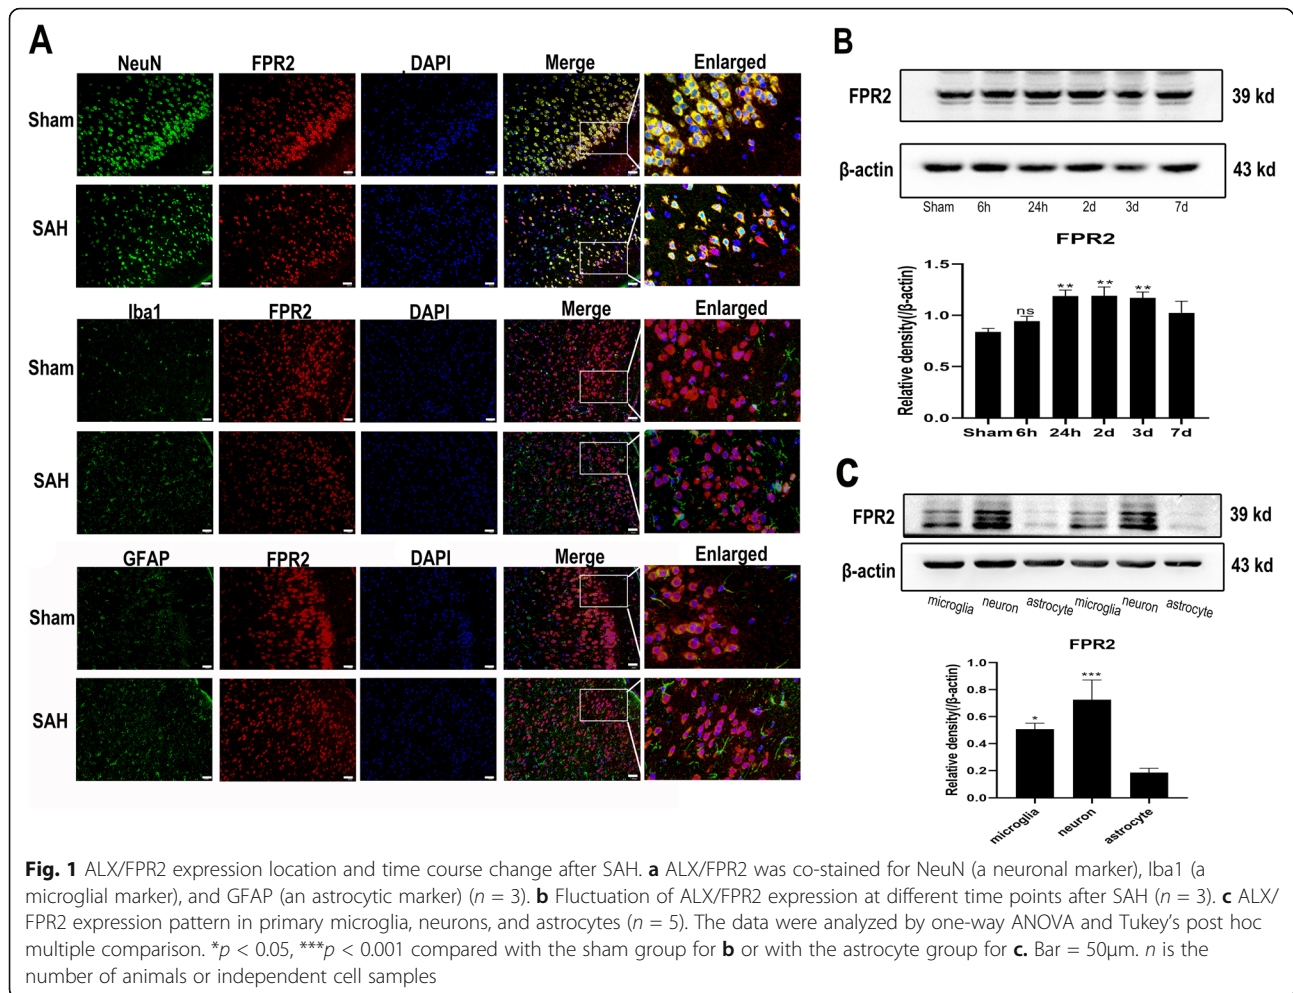 A
NeuN FPR2 DAPI Merge Enlarged
Sham
SAH
Iba1 FPR2 DAPI Merge Enlarged
Sham
SAH
GFAP FPR2 DAPI Merge Enlarged
Sham
SAH
B
FPR2 39 kd
β-actin 43 kd
Sham 6h 24h 2d 3d 7d
FPR2
Relative density(/β-actin)
1.5
1.0
0.5
0.0
ns ** ** **
Sham 6h 24h 2d 3d 7d
C
FPR2 39 kd
β-actin 43 kd
microglia neuron astrocyte microglia neuron astrocyte
FPR2
Relative density(/β-actin)
1.0
0.8
0.6
0.4
0.2
0.0
* ***
microglia neuron astrocyte
Fig. 1 ALX/FPR2 expression location and time course change after SAH. a ALX/FPR2 was co-stained for NeuN (a neuronal marker), Iba1 (a
microglial marker), and GFAP (an astrocytic marker) (n = 3). b Fluctuation of ALX/FPR2 expression at different time points after SAH (n = 3). c ALX/
FPR2 expression pattern in primary microglia, neurons, and astrocytes (n = 5). The data were analyzed by one-way ANOVA and Tukey's post hoc
multiple comparison. *p < 0.05, ***p < 0.001 compared with the sham group for b or with the astrocyte group for c. Bar = 50μm. n is the
number of animals or independent cell samples